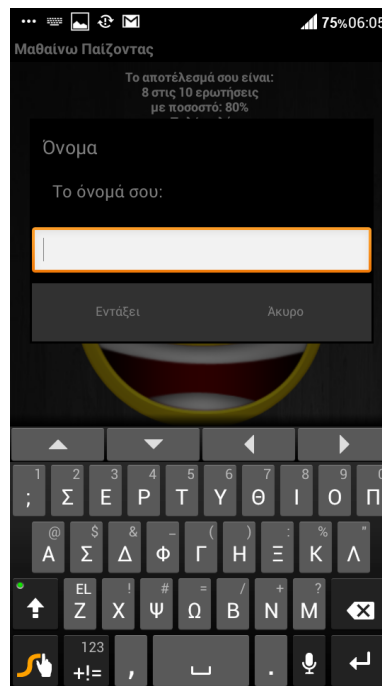 75% 06:05
Μαθαίνω Παίζοντας
Το αποτέλεσμά σου είναι:
8 στις 10 ερωτήσεις
με ποσοστό: 80%
Όνομα
Το όνομά σου:
Εντάξει Άκυρο
1 2 3 4 5 6 7 8 9 0
; Σ Ε Ρ Τ Υ Θ Ι Ο Π
@ $ & _ ( ) : % "
Α Σ Δ Φ Γ Η Ξ Κ Λ
EL ! # = / + ?
Ζ Χ Ψ Ω Β Ν Μ
123
+!= , .